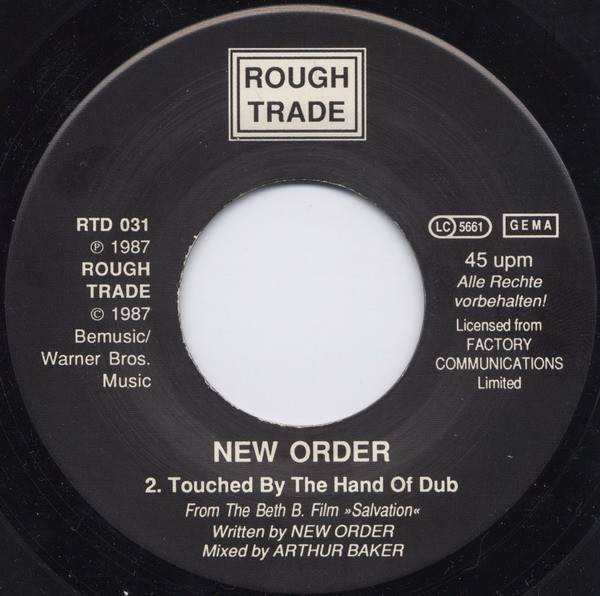 ROUGH
TRADE
RTD 031
℗ 1987
ROUGH
TRADE
© 1987
Bemusic/
Warner Bros.
Music
LC 5661
GEMA
45 upm
Alle Rechte
vorbehalten!
Licensed from
FACTORY
COMMUNICATIONS
Limited
NEW ORDER
2. Touched By The Hand Of Dub
From The Beth B. Film »Salvation«
Written by NEW ORDER
Mixed by ARTHUR BAKER